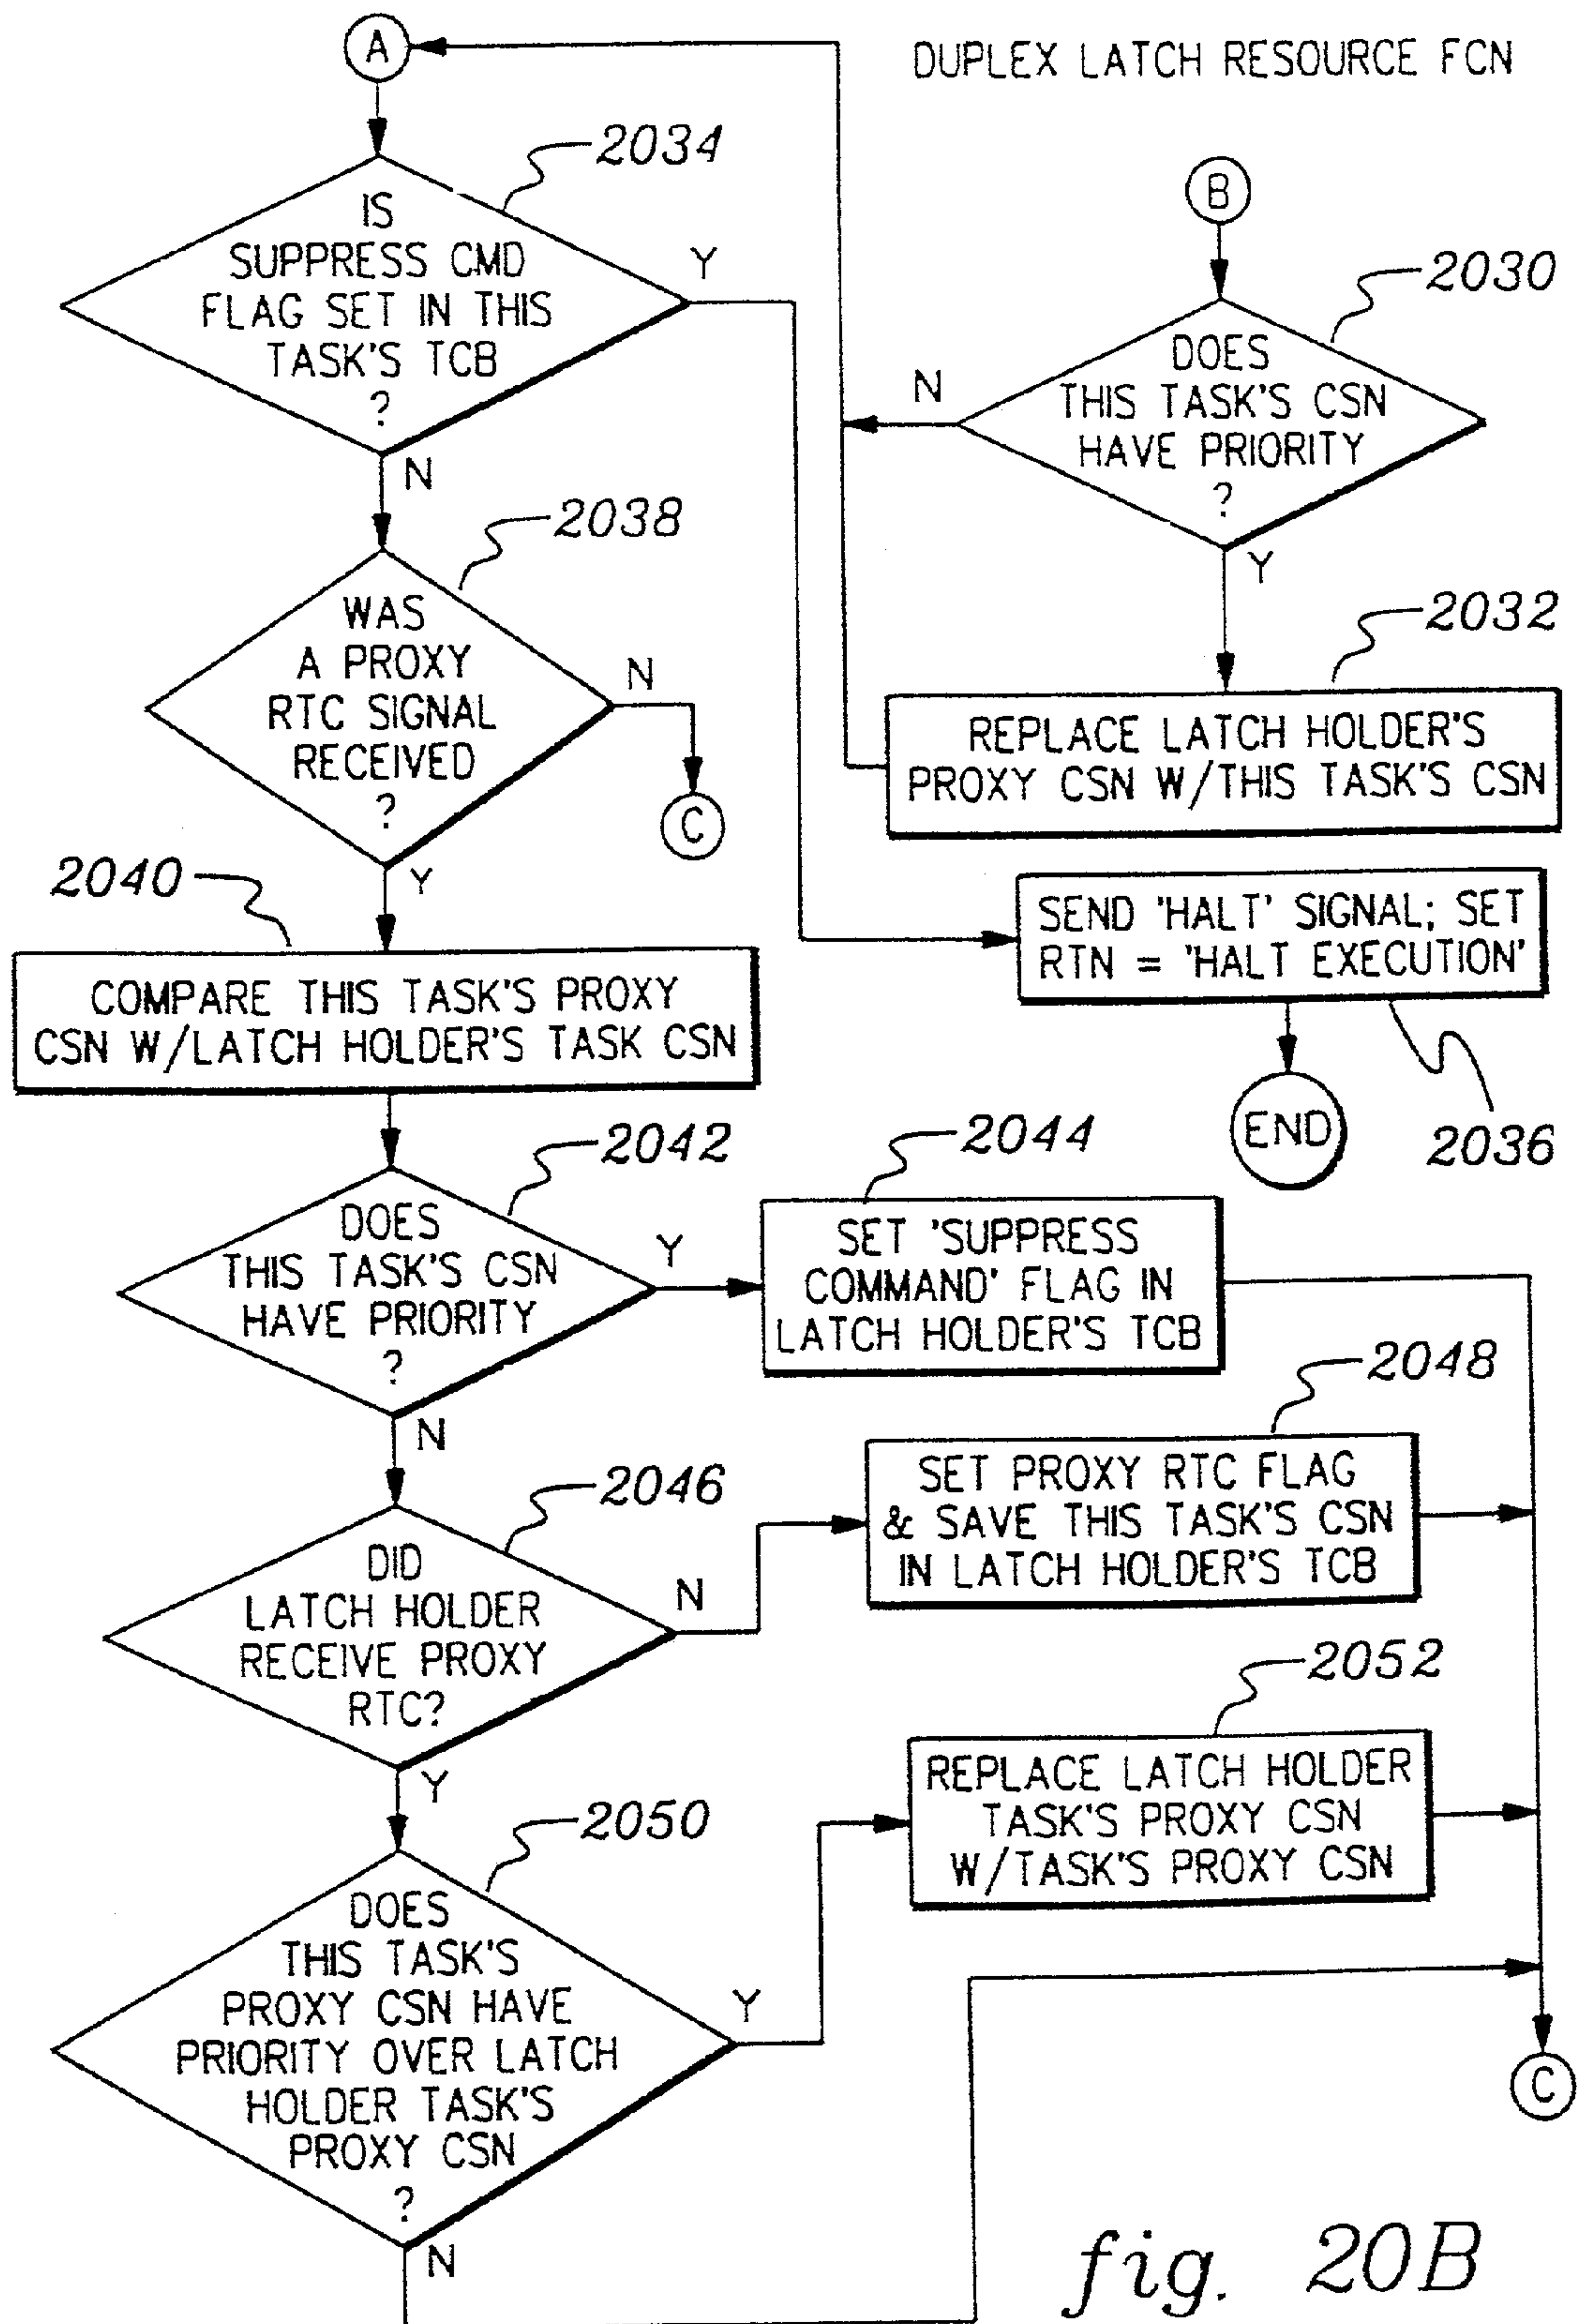 DUPLEX LATCH RESOURCE FCN
A
2034
IS
SUPPRESS CMD
FLAG SET IN THIS
TASK'S TCB
?
Y
N
B
2030
DOES
THIS TASK'S CSN
HAVE PRIORITY
?
N
Y
2032
REPLACE LATCH HOLDER'S
PROXY CSN W/THIS TASK'S CSN
2038
WAS
A PROXY
RTC SIGNAL
RECEIVED
?
N
C
Y
SEND 'HALT' SIGNAL; SET
RTN = 'HALT EXECUTION'
END
2036
2040
COMPARE THIS TASK'S PROXY
CSN W/LATCH HOLDER'S TASK CSN
2042
DOES
THIS TASK'S CSN
HAVE PRIORITY
?
Y
N
2044
SET 'SUPPRESS
COMMAND' FLAG IN
LATCH HOLDER'S TCB
2046
DID
LATCH HOLDER
RECEIVE PROXY
RTC?
N
Y
2048
SET PROXY RTC FLAG
& SAVE THIS TASK'S CSN
IN LATCH HOLDER'S TCB
2050
DOES
THIS TASK'S
PROXY CSN HAVE
PRIORITY OVER LATCH
HOLDER TASK'S
PROXY CSN
?
Y
N
2052
REPLACE LATCH HOLDER
TASK'S PROXY CSN
W/TASK'S PROXY CSN
C
fig. 20B